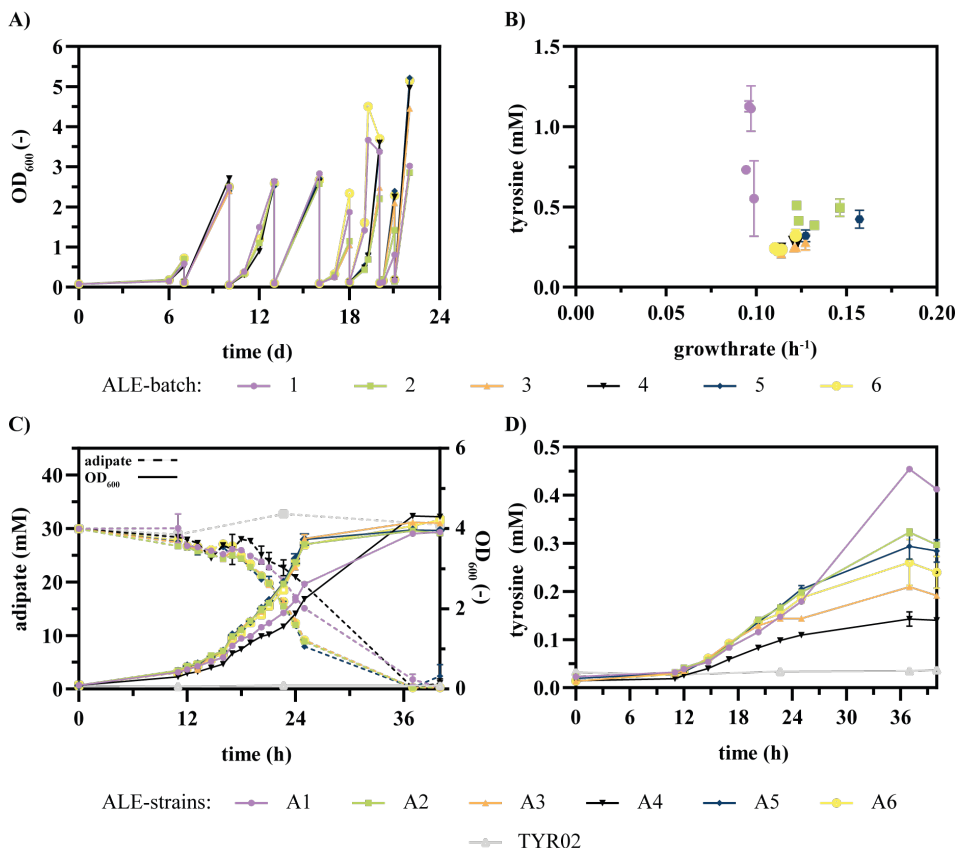 A)
B)
6
5
4
3
2
1
0
OD600 (-)
0 6 12 18 24
time (d)
1.5
1.0
0.5
0.0
tyrosine (mM)
0.00 0.05 0.10 0.15 0.20
growthrate (h-1)
ALE-batch: 1 2 3 4 5 6
C)
D)
adipate
OD600
40
30
20
10
0
adipate (mM)
6
4
2
0
OD600 (-)
0 12 24 36
time (h)
0.5
0.4
0.3
0.2
0.1
0.0
tyrosine (mM)
0 6 12 18 24 30 36
time (h)
ALE-strains: A1 A2 A3 A4 A5 A6
TYR02